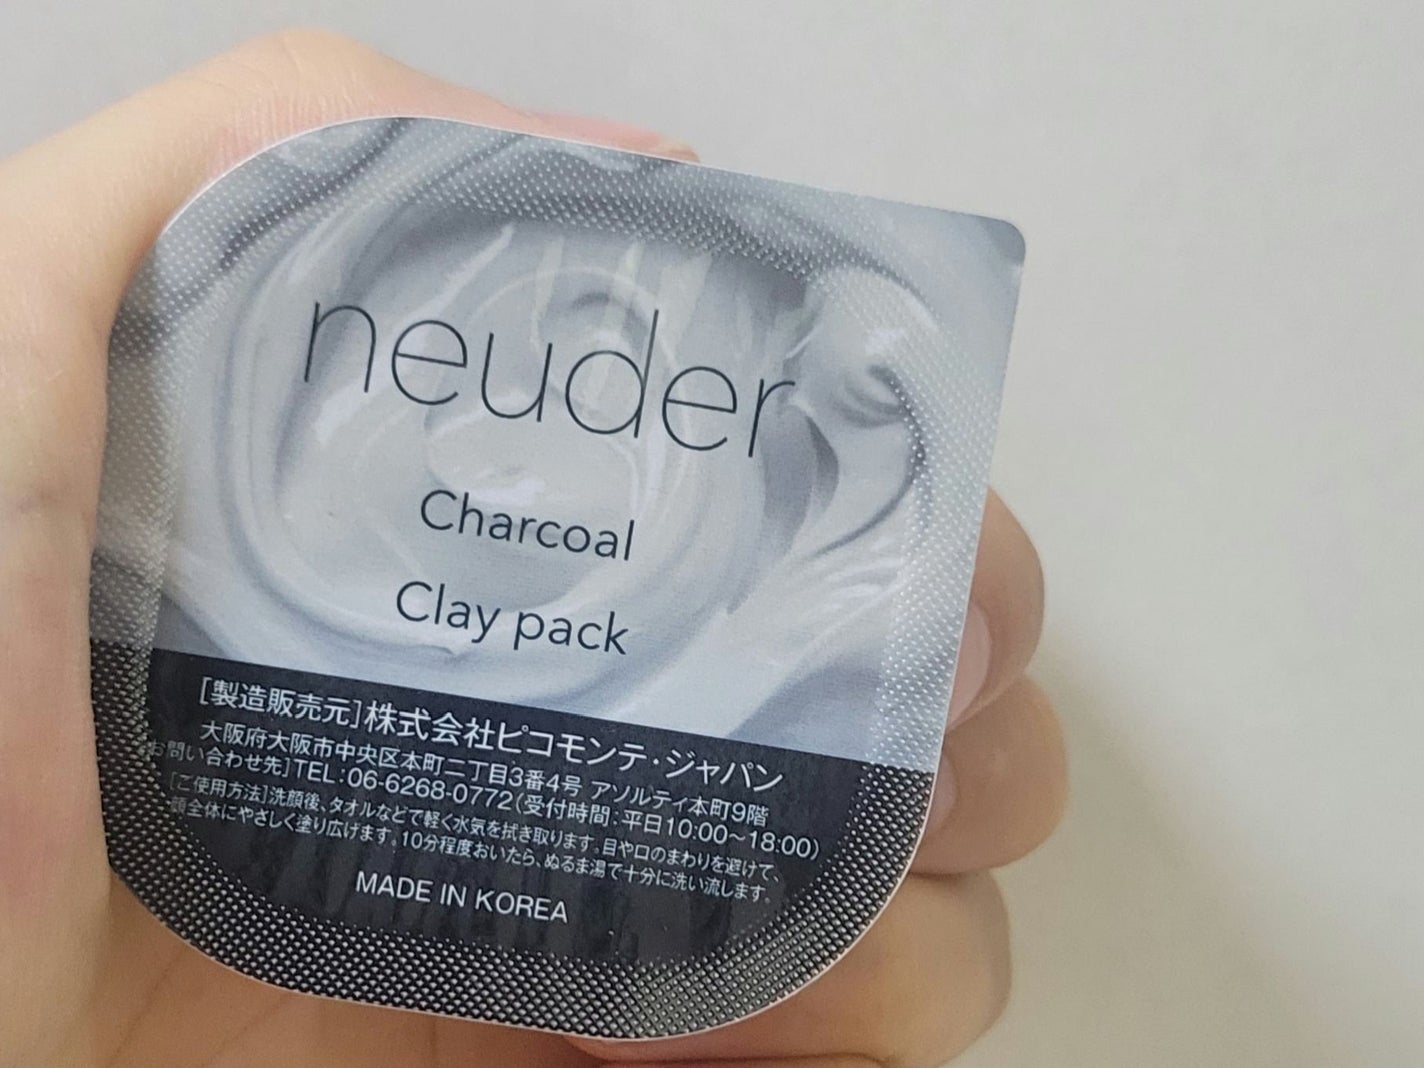 neuder
Charcoal
Clay pack
[製造販売元]株式会社ピコモンテ・ジャパン
大阪府大阪市中央区本町二丁目3番4号 アソルティ本町9階
お問い合わせ先]TEL:06-6268-0772(受付時間:平日10:00~18:00)
[ご使用方法]洗顔後、タオルなどで軽く水気を拭き取ります。目や口のまわりを避けて、
顔全体にやさしく塗り広げます。10分程度おいたら、ぬるま湯で十分に洗い流します。
MADE IN KOREA